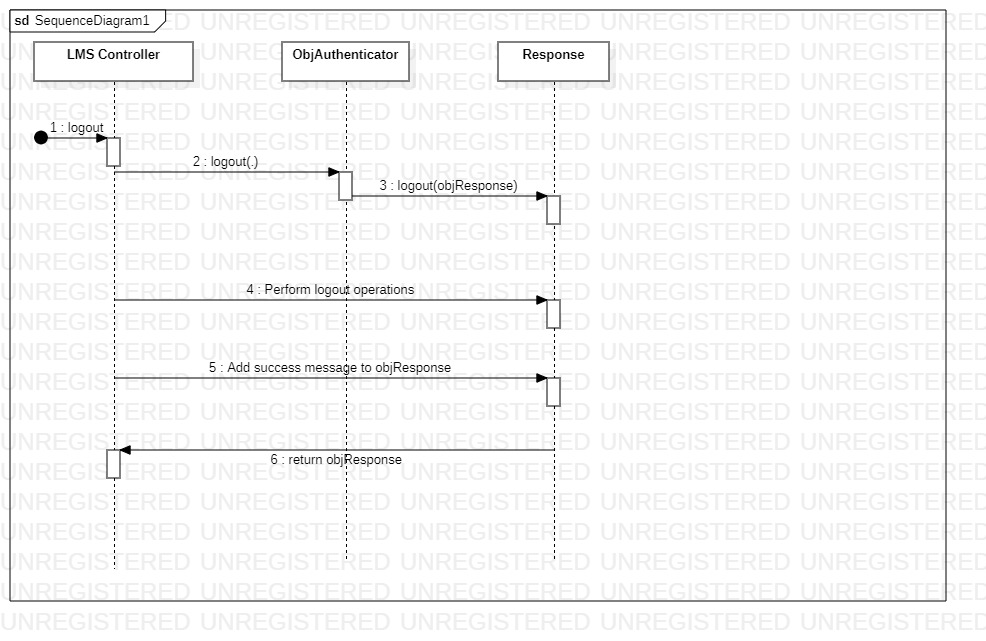 sd SequenceDiagram1
LMS Controller
ObjAuthenticator
Response
1 : logout
2 : logout(.)
3 : logout(objResponse)
4 : Perform logout operations
5 : Add success message to objResponse
6 : return objResponse
UNREGISTERED UNREGISTERED UNREGISTERED UNREGISTERED UNREGISTERED